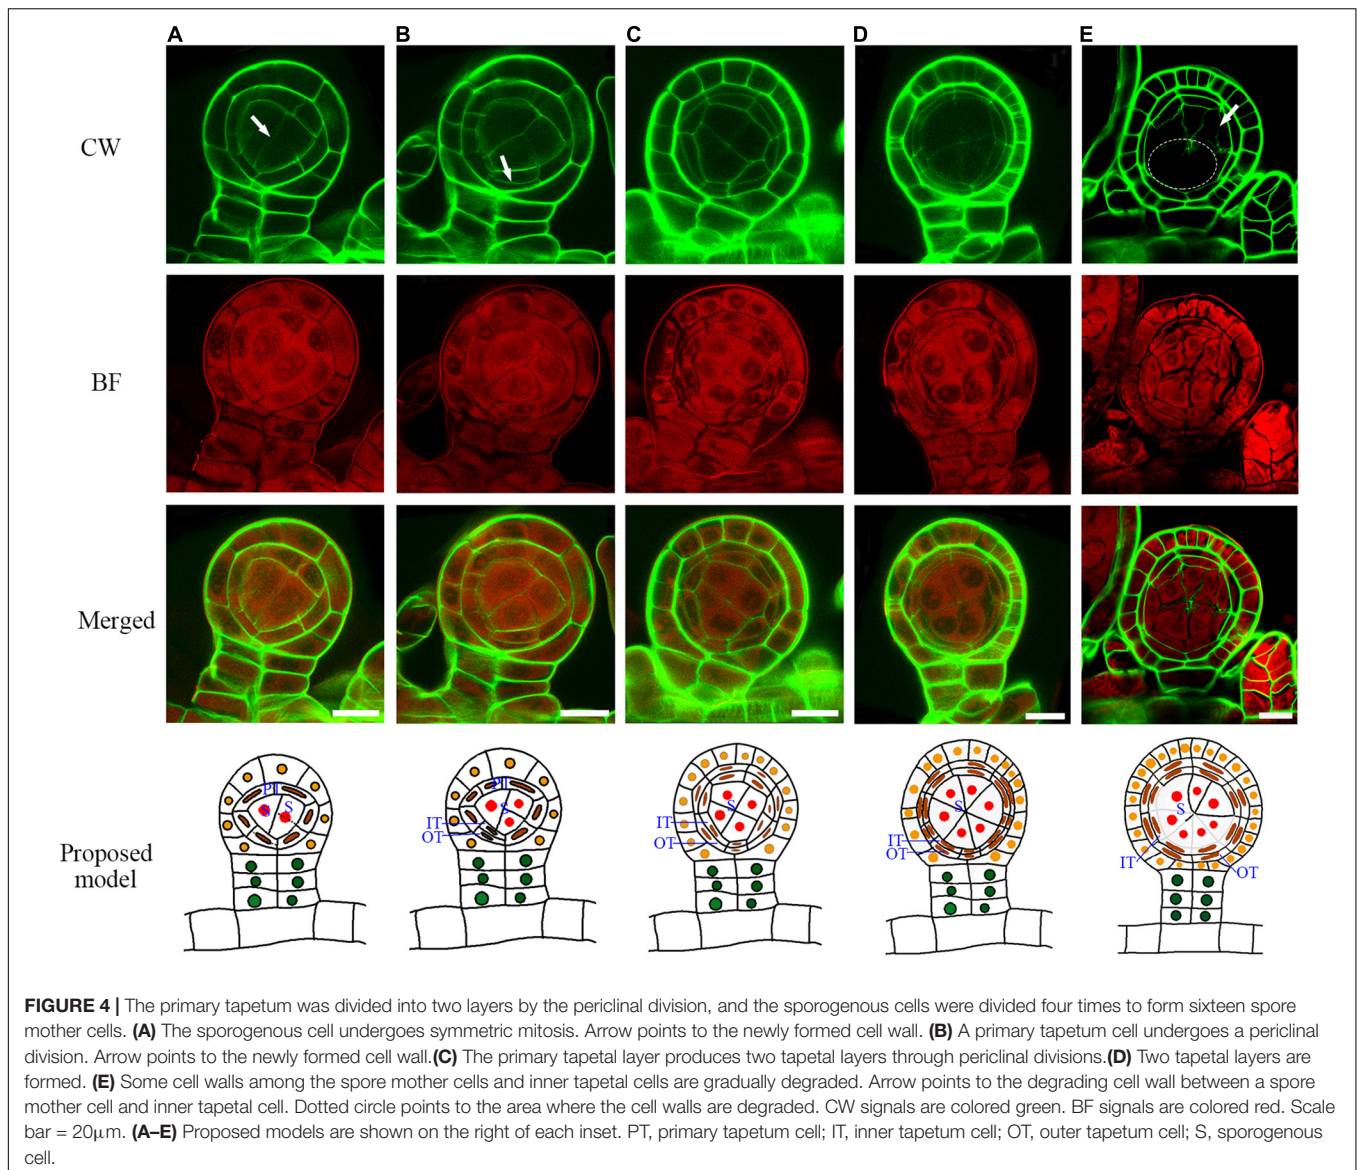 A B C D E
CW
BF
Merged
Proposed
model
PT
S S
PT
S
IT
OT
S
IT
OT
S
IT
OT
S
IT
OT
FIGURE 4 | The primary tapetum was divided into two layers by the periclinal division, and the sporogenous cells were divided four times to form sixteen spore
mother cells. (A) The sporogenous cell undergoes symmetric mitosis. Arrow points to the newly formed cell wall. (B) A primary tapetum cell undergoes a periclinal
division. Arrow points to the newly formed cell wall.(C) The primary tapetal layer produces two tapetal layers through periclinal divisions.(D) Two tapetal layers are
formed. (E) Some cell walls among the spore mother cells and inner tapetal cells are gradually degraded. Arrow points to the degrading cell wall between a spore
mother cell and inner tapetal cell. Dotted circle points to the area where the cell walls are degraded. CW signals are colored green. BF signals are colored red. Scale
bar = 20μm. (A–E) Proposed models are shown on the right of each inset. PT, primary tapetum cell; IT, inner tapetum cell; OT, outer tapetum cell; S, sporogenous
cell.